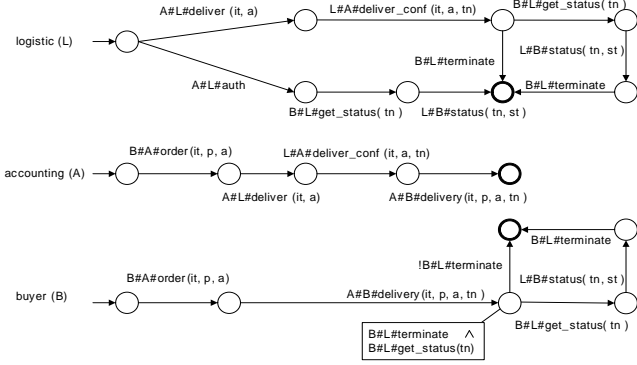 B#L#get_status( tn )
A#L#deliver (it, a)
L#A#deliver_conf (it, a, tn)
logistic (L)
L#B#status( tn, st )
B#L#terminate
A#L#auth
B#L#terminate
B#L#get_status( tn )
L#B#status( tn, st)
B#A#order(it, p, a)
L#A#deliver_conf (it, a, tn)
accounting (A)
A#L#deliver (it, a)
A#B#delivery(it, p, a, tn )
B#L#terminate
!B#L#terminate
B#A#order(it, p, a)
L#B#status( tn, st)
buyer (B)
A#B#delivery(it, p, a, tn )
B#L#get_status( tn )
B#L#terminate ∧
B#L#get_status(tn)